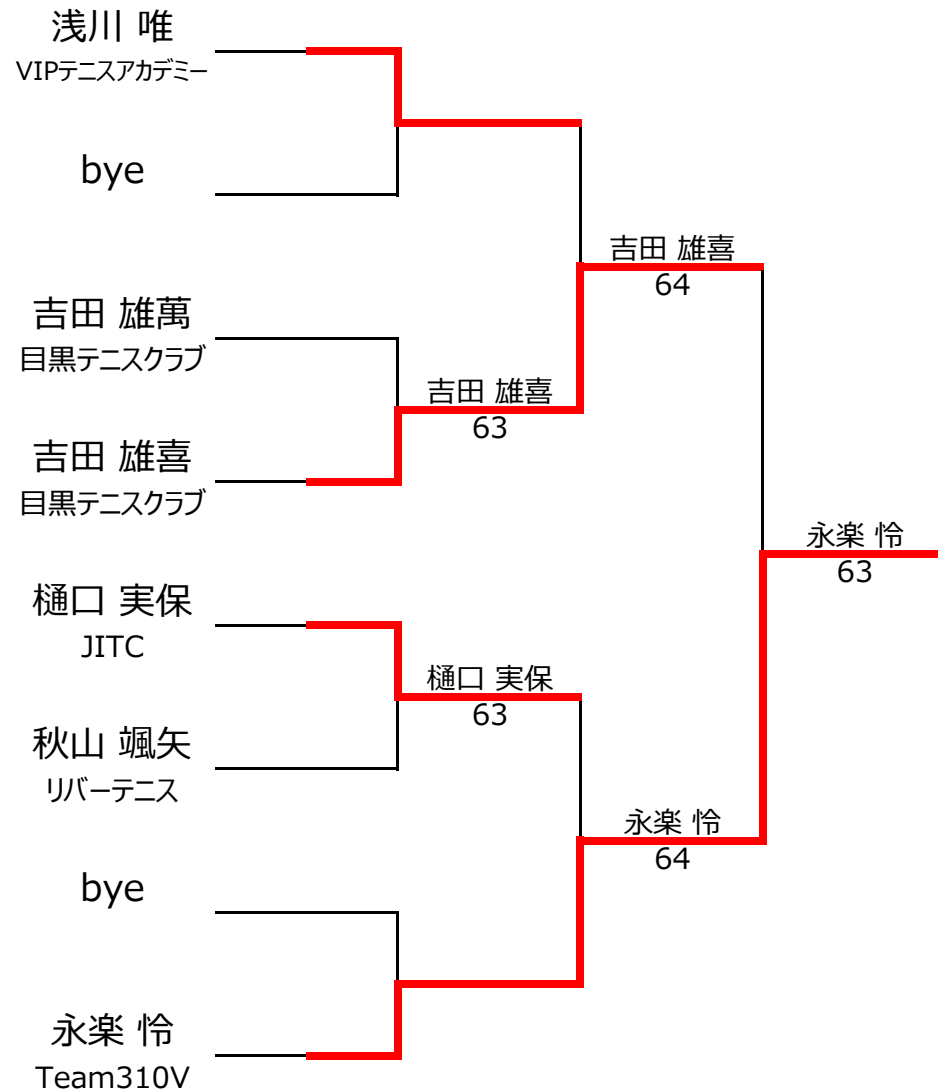 浅川 唯
VIPテニスアカデミー
bye
吉田 雄萬
目黒テニスクラブ
吉田 雄喜
目黒テニスクラブ
樋口 実保
JITC
秋山 颯矢
リバーテニス
bye
永楽 怜
Team310V
吉田 雄喜
63
樋口 実保
63
吉田 雄喜
64
永楽 怜
64
永楽 怜
63